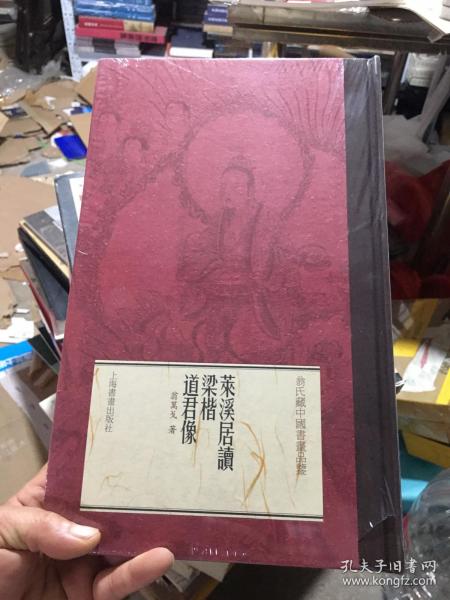 翁氏藏中國書畫品鑒
萊溪居讀
梁楷
道君像
翁萬戈 著
上海書畫出版社
孔夫子旧书网
www.kongfz.com